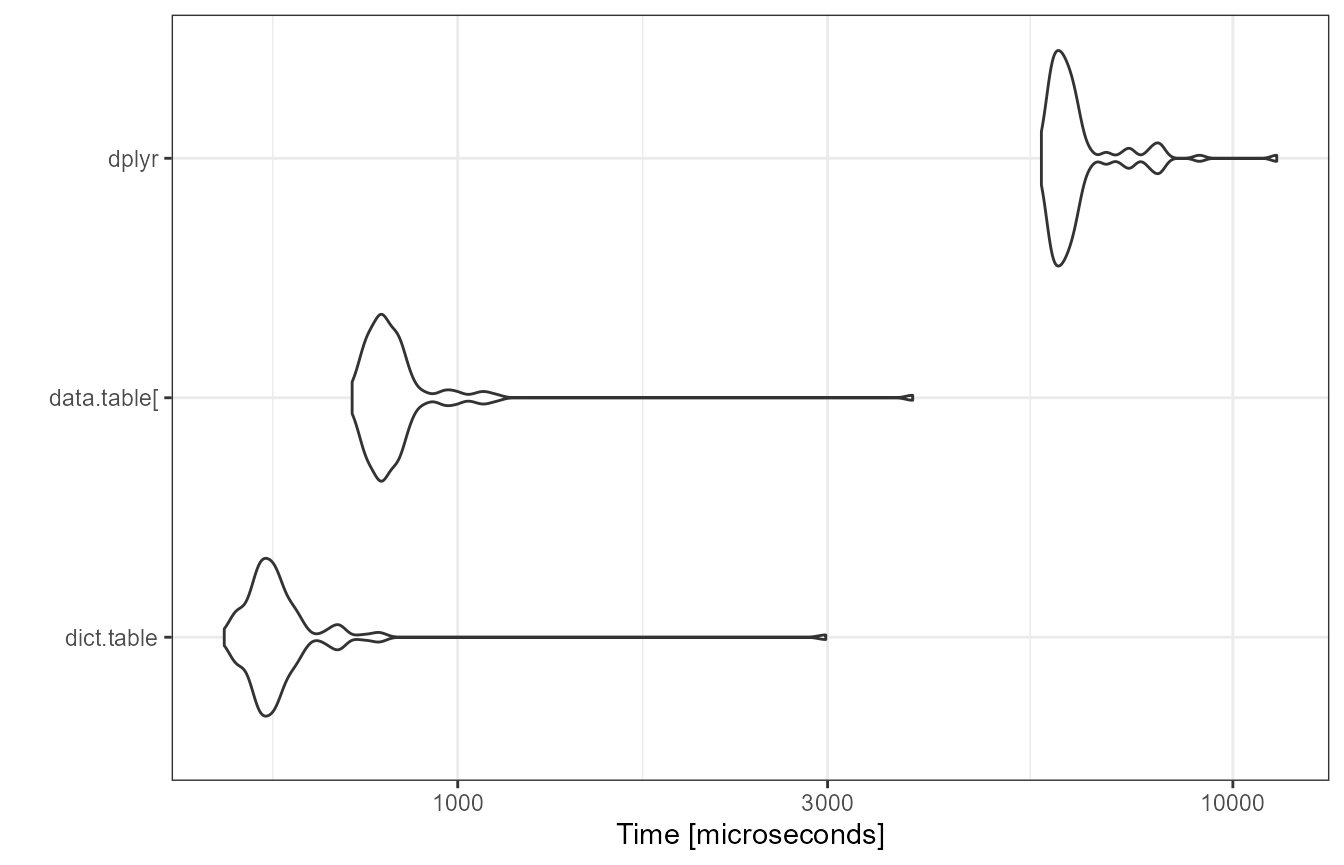 dplyr
data.table[
dict.table
1000 3000 10000
Time [microseconds]